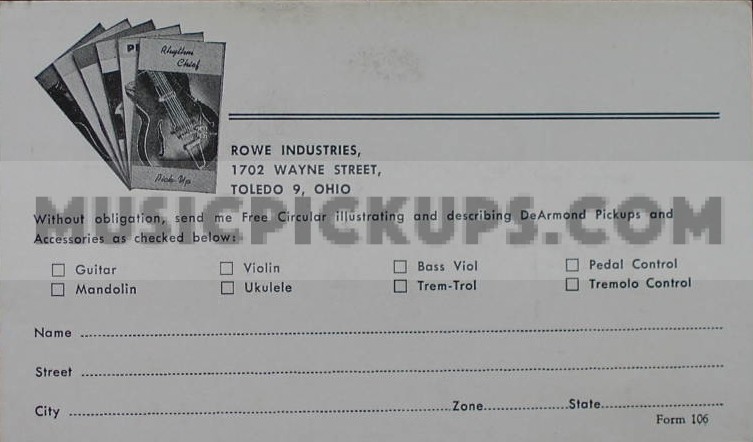 Rhythm
Chief
Pick-Up
ROWE INDUSTRIES,
1702 WAYNE STREET,
TOLEDO 9, OHIO
MUSICPICKUPS.COM
Without obligation, send me Free Circular illustrating and describing DeArmond Pickups and
Accessories as checked below:
Guitar Violin Bass Viol Pedal Control
Mandolin Ukulele Trem-Trol Tremolo Control
Name
Street
City Zone State
Form 106